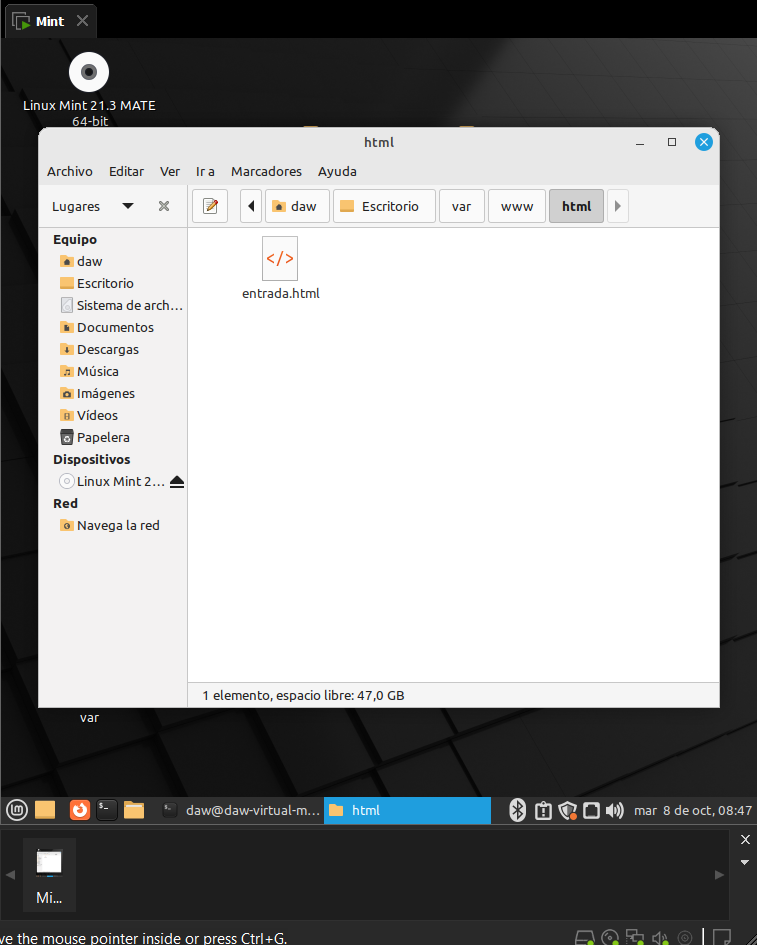 Mint
Linux Mint 21.3 MATE
64-bit
html
Archivo Editar Ver Ir a Marcadores Ayuda
Lugares
daw Escritorio var www html
Equipo
daw
Escritorio
Sistema de arch...
Documentos
Descargas
Música
Imágenes
Vídeos
Papelera
Dispositivos
Linux Mint 2...
Red
Navega la red
</>
entrada.html
1 elemento, espacio libre: 47,0 GB
var
daw@daw-virtual-m... html mar 8 de oct, 08:47
Mi...
ve the mouse pointer inside or press Ctrl+G.